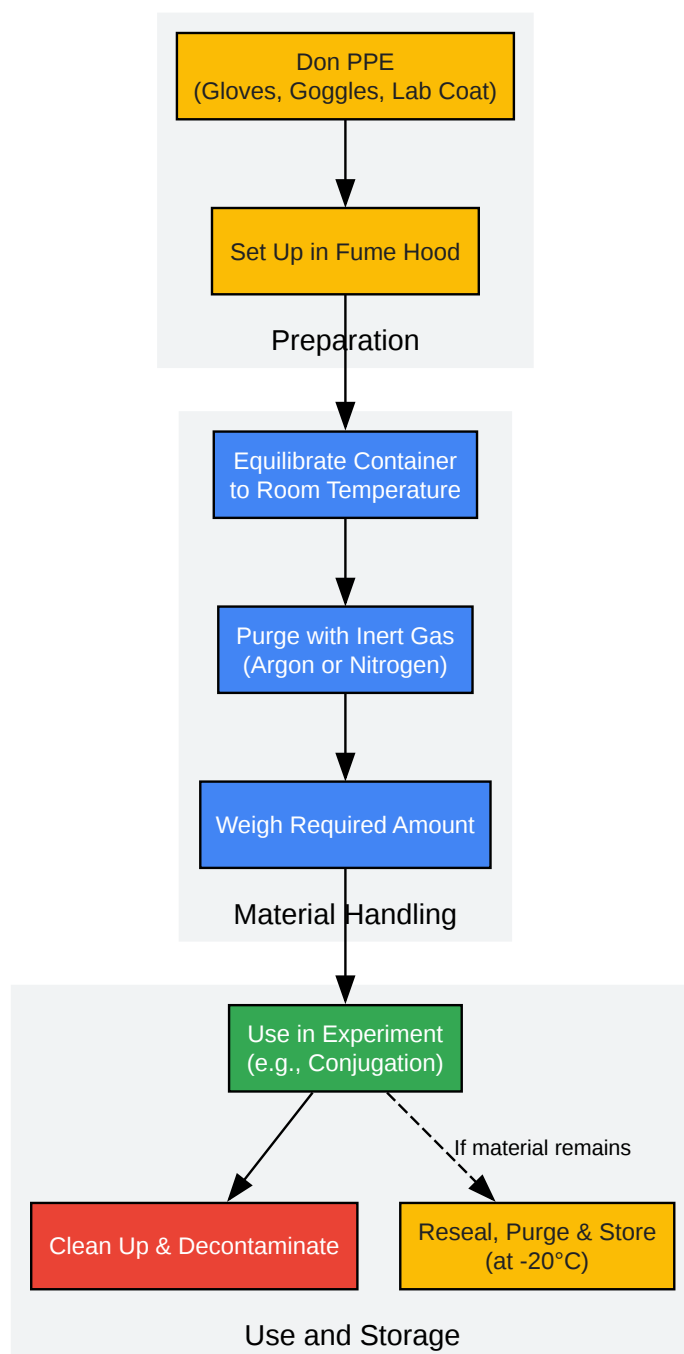 Don PPE
(Gloves, Goggles, Lab Coat)
Set Up in Fume Hood
Preparation
Equilibrate Container
to Room Temperature
Purge with Inert Gas
(Argon or Nitrogen)
Weigh Required Amount
Material Handling
Use in Experiment
(e.g., Conjugation)
If material remains
Clean Up & Decontaminate
Reseal, Purge & Store
(at -20°C)
Use and Storage